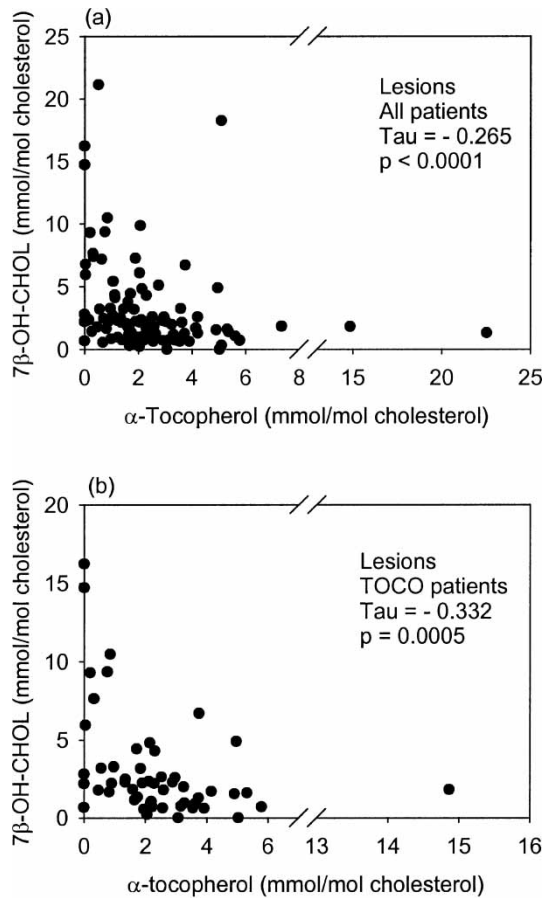 (a)
25
20
15
10
5
0
7β-OH-CHOL (mmol/mol cholesterol)
Lesions
All patients
Tau = - 0.265
p < 0.0001
0 2 4 6 8 10 15 20 25
α-Tocopherol (mmol/mol cholesterol)
(b)
20
15
10
5
0
7β-OH-CHOL (mmol/mol cholesterol)
Lesions
TOCO patients
Tau = - 0.332
p = 0.0005
0 2 4 6 13 14 15 16
α-tocopherol (mmol/mol cholesterol)